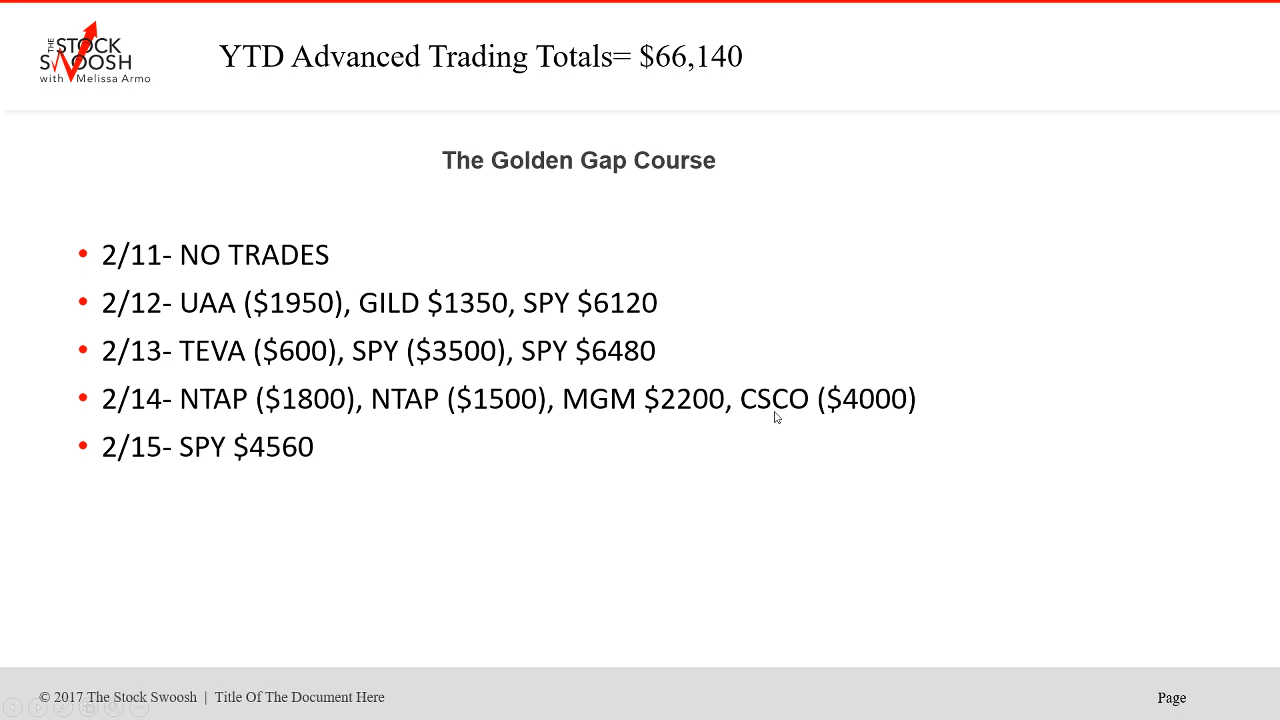 THE STOCK
SWOOSH
with Melissa Armo
YTD Advanced Trading Totals= $66,140
The Golden Gap Course
• 2/11- NO TRADES
• 2/12- UAA ($1950), GILD $1350, SPY $6120
• 2/13- TEVA ($600), SPY ($3500), SPY $6480
• 2/14- NTAP ($1800), NTAP ($1500), MGM $2200, CSCO ($4000)
• 2/15- SPY $4560
© 2017 The Stock Swoosh | Title Of The Document Here
Page